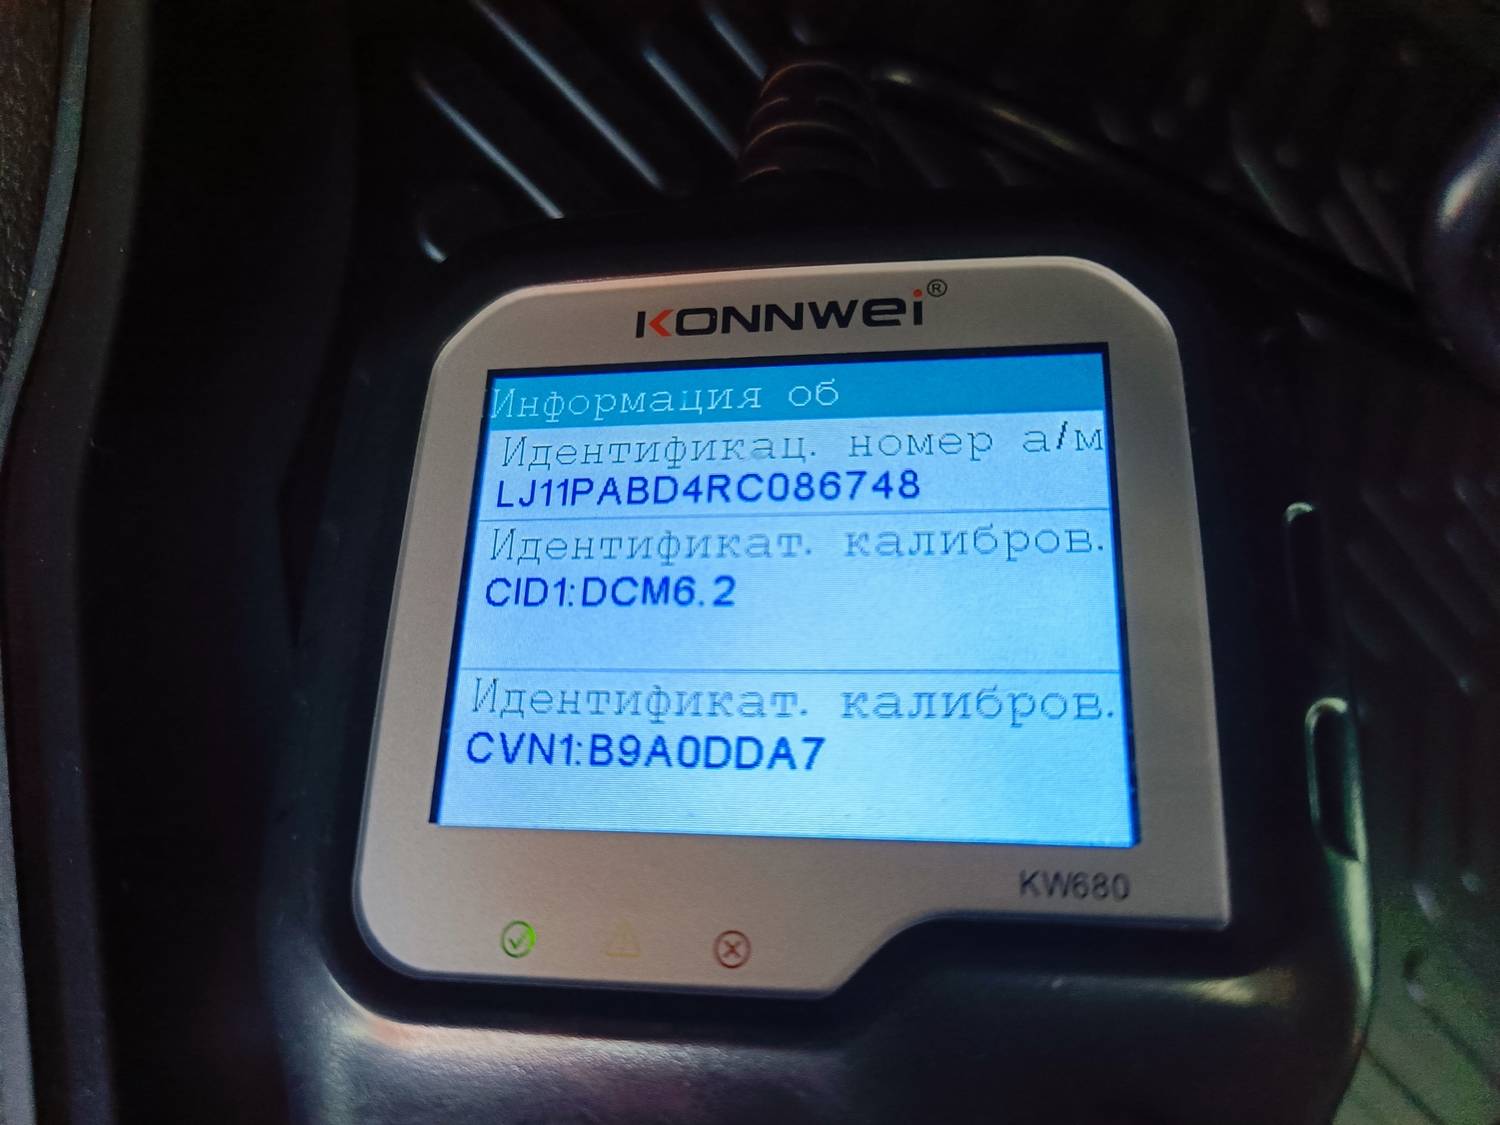 KONNWEI®
Информация об
Идентификац. номер а/м
LJ11PABD4RC086748
Идентификат. калибров.
CID1:DCM6.2
Идентификат. калибров.
CVN1:B9A0DDA7
KW680